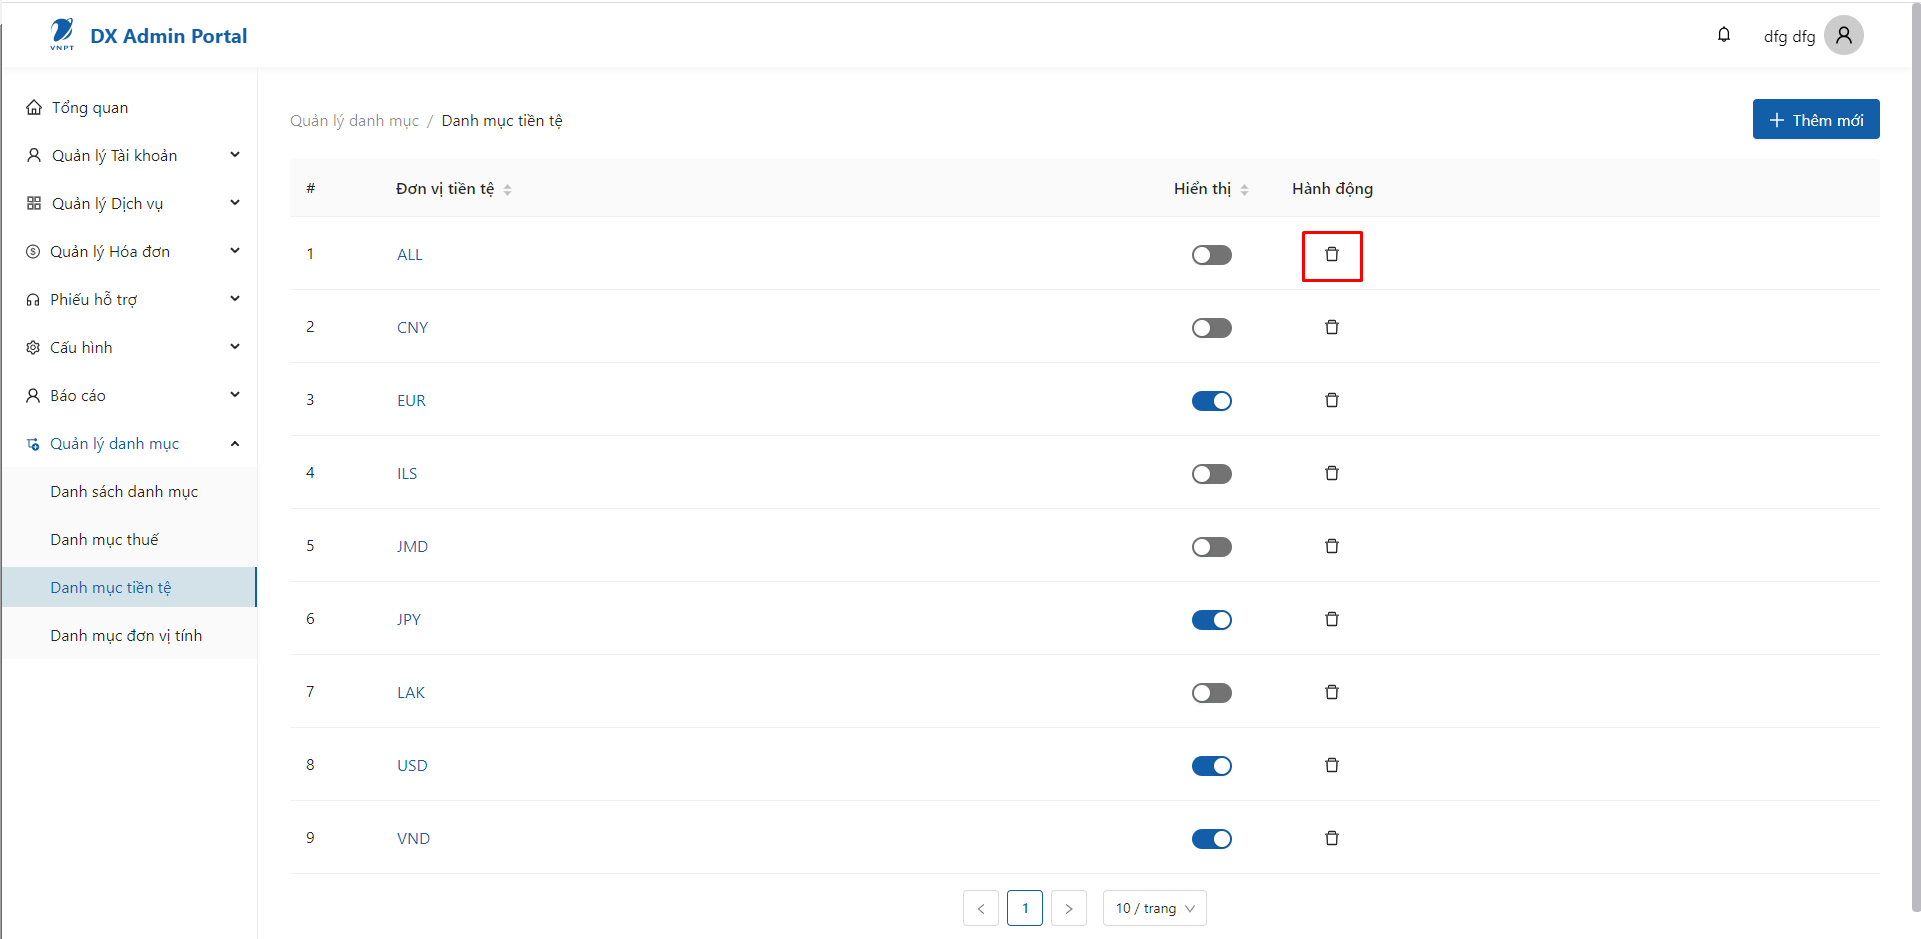 VNPT
DX Admin Portal
dfg dfg
Tổng quan
Quản lý Tài khoản
Quản lý Dịch vụ
Quản lý Hóa đơn
Phiếu hỗ trợ
Cấu hình
Báo cáo
Quản lý danh mục
Danh sách danh mục
Danh mục thuế
Danh mục tiền tệ
Danh mục đơn vị tính
Quản lý danh mục / Danh mục tiền tệ
+ Thêm mới
# Đơn vị tiền tệ Hiển thị Hành động
1 ALL
2 CNY
3 EUR
4 ILS
5 JMD
6 JPY
7 LAK
8 USD
9 VND
< 1 > 10 / trang